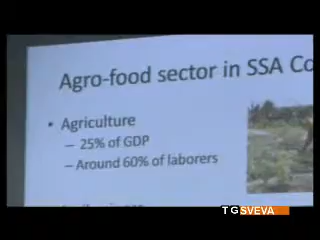 Agro-food sector in SSA Co
• Agriculture
– 25% of GDP
– Around 60% of laborers
TGSVEVA